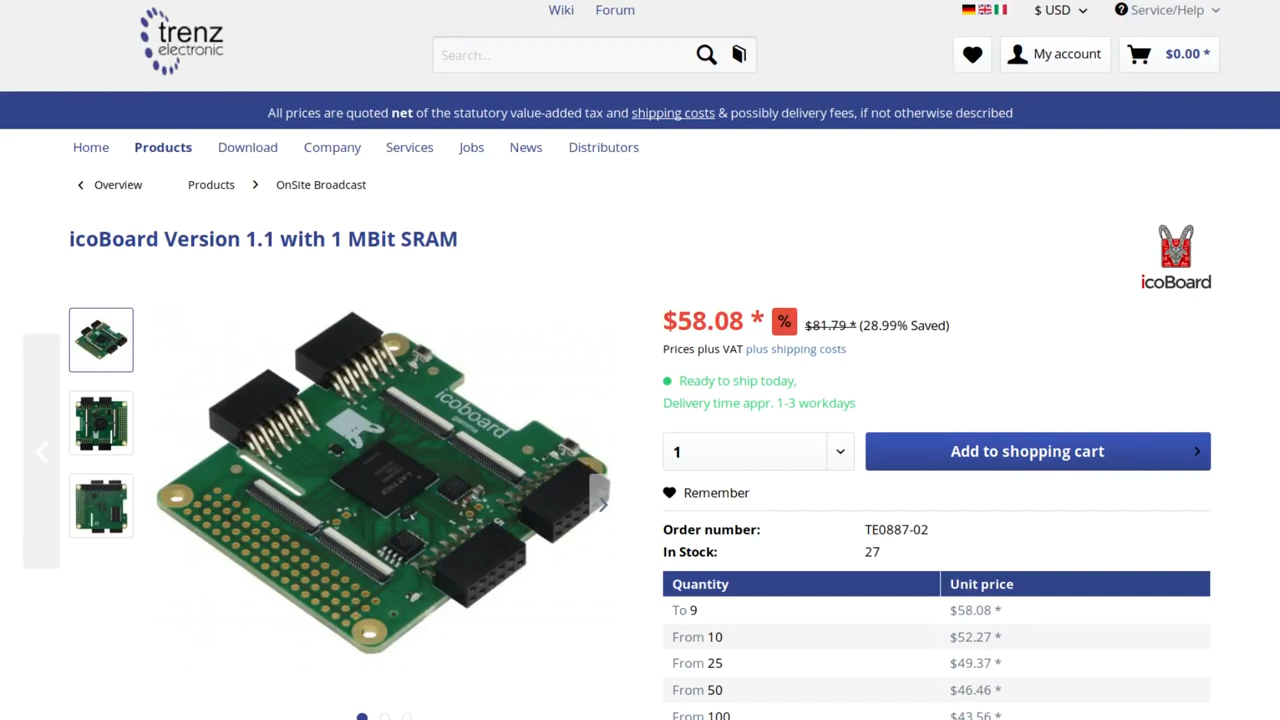 Wiki
Forum
$ USD
Service/Help
trenz
electronic
Search...
My account
$0.00 *
All prices are quoted net of the statutory value-added tax and shipping costs & possibly delivery fees, if not otherwise described
Home
Products
Download
Company
Services
Jobs
News
Distributors
Overview
Products
OnSite Broadcast
icoBoard Version 1.1 with 1 MBit SRAM
icoBoard
$58.08 * % $81.79 * (28.99% Saved)
Prices plus VAT plus shipping costs
Ready to ship today,
Delivery time appr. 1-3 workdays
1
Add to shopping cart
Remember
Order number: TE0887-02
In Stock: 27
Quantity Unit price
To 9 $58.08 *
From 10 $52.27 *
From 25 $49.37 *
From 50 $46.46 *
From 100 $43.56 *
icoboard
gamma
LATTICE